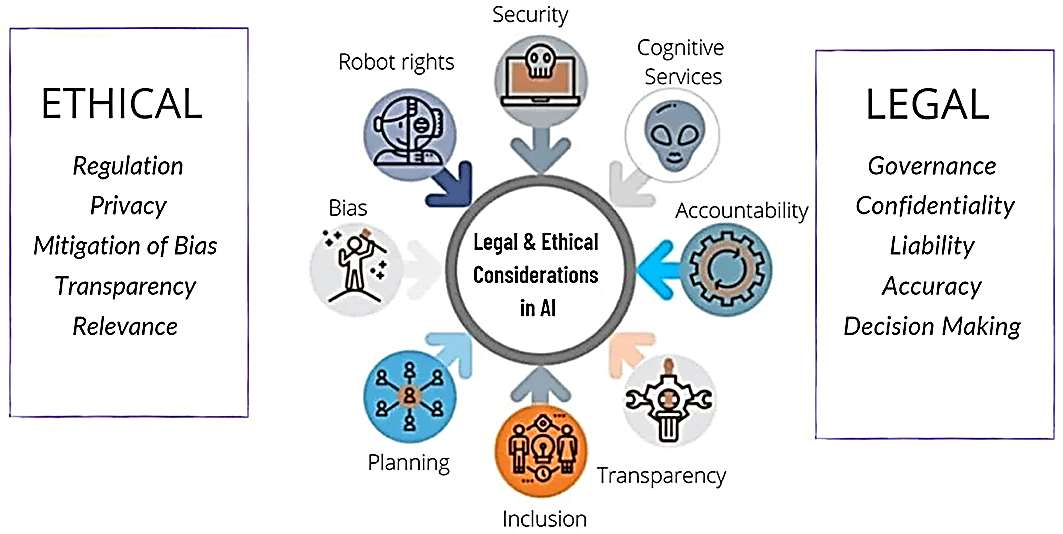 ETHICAL
Regulation
Privacy
Mitigation of Bias
Transparency
Relevance
Security
Robot rights
Cognitive
Services
Bias
Accountability
Legal & Ethical
Considerations
in AI
Planning
Transparency
Inclusion
LEGAL
Governance
Confidentiality
Liability
Accuracy
Decision Making